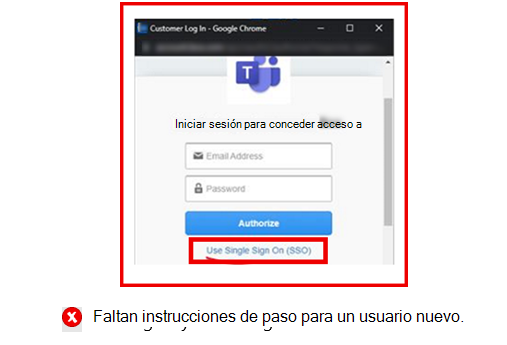 Customer Log In - Google Chrome
T
Iniciar sesión para conceder acceso a
Email Address
Password
Authorize
Use Single Sign On (SSO)
Faltan instrucciones de paso para un usuario nuevo.